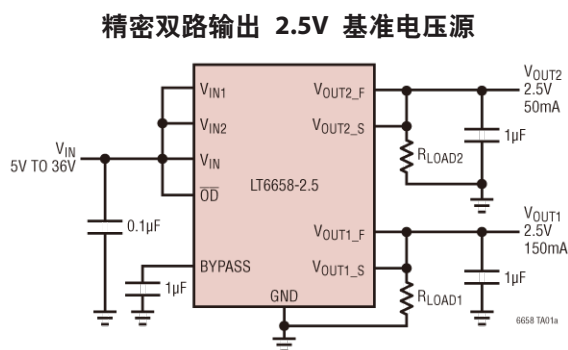 精密双路输出 2.5V 基准电压源
VIN1
VIN2
VIN
OD
BYPASS
GND
LT6658-2.5
VOUT2_F
VOUT2_S
VOUT1_F
VOUT1_S
VIN
5V TO 36V
0.1µF
1µF
RLOAD2
1µF
VOUT2
2.5V
50mA
RLOAD1
1µF
VOUT1
2.5V
150mA
6658 TA01a